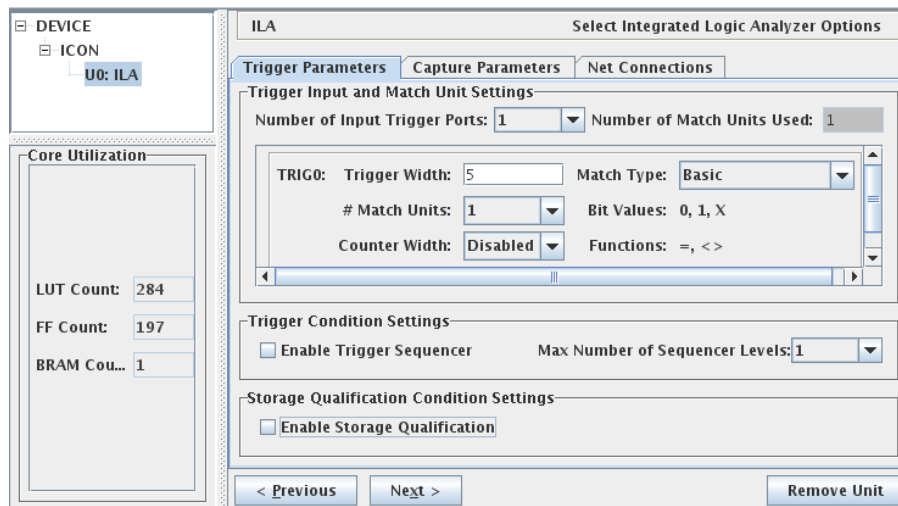 DEVICE
ICON
U0: ILA
Core Utilization
LUT Count: 284
FF Count: 197
BRAM Cou... 1
ILA Select Integrated Logic Analyzer Options
Trigger Parameters Capture Parameters Net Connections
Trigger Input and Match Unit Settings
Number of Input Trigger Ports: 1 Number of Match Units Used: 1
TRIG0: Trigger Width: 5 Match Type: Basic
# Match Units: 1 Bit Values: 0, 1, X
Counter Width: Disabled Functions: =, <>
Trigger Condition Settings
Enable Trigger Sequencer Max Number of Sequencer Levels: 1
Storage Qualification Condition Settings
Enable Storage Qualification
< Previous Next > Remove Unit